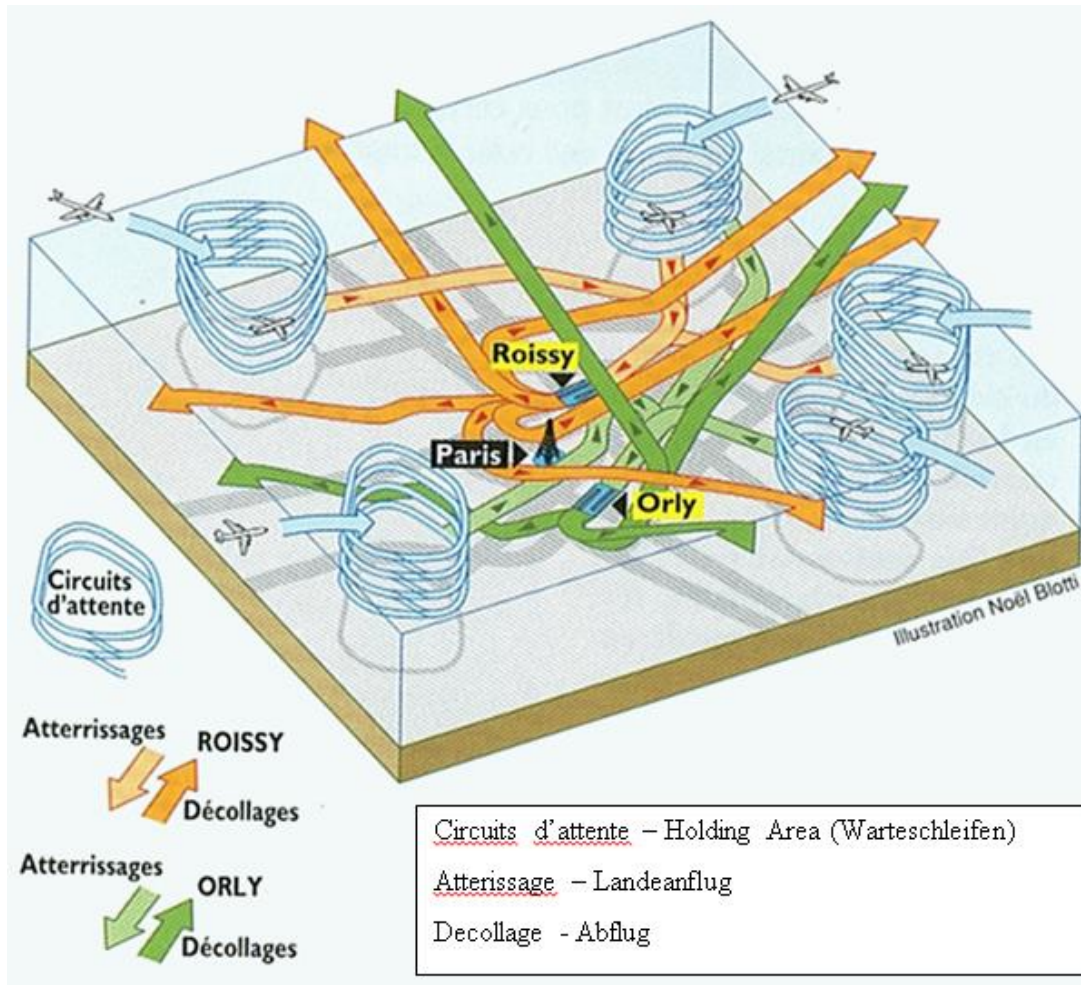 Roissy
Paris
Orly
Circuits
d'attente
Illustration Noël Blotti
Atterrissages
ROISSY
Décollages
Atterrissages
ORLY
Décollages
Circuits d'attente – Holding Area (Warteschleifen)
Atterissage – Landeanflug
Decollage - Abflug